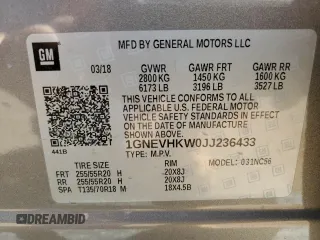 GM
MFD BY GENERAL MOTORS LLC
03/18 GVWR GAWR FRT GAWR RR
2800 KG 1450 KG 1600 KG
6173 LB 3196 LB 3527 LB
THIS VEHICLE CONFORMS TO ALL
APPLICABLE U.S. FEDERAL MOTOR
VEHICLE SAFETY STANDARDS IN EFFECT ON THE
DATE OF MANUFACTURE SHOWN ABOVE.
1GNEVHKW0JJ236433
441B TYPE: M.P.V.
TIRE SIZE RIM 031NC56
FRT 255/55R20 H 20X8J
RR 255/55R20 H 20X8J
SPA T135/70R18 M 18X4.5B
DEALERBID